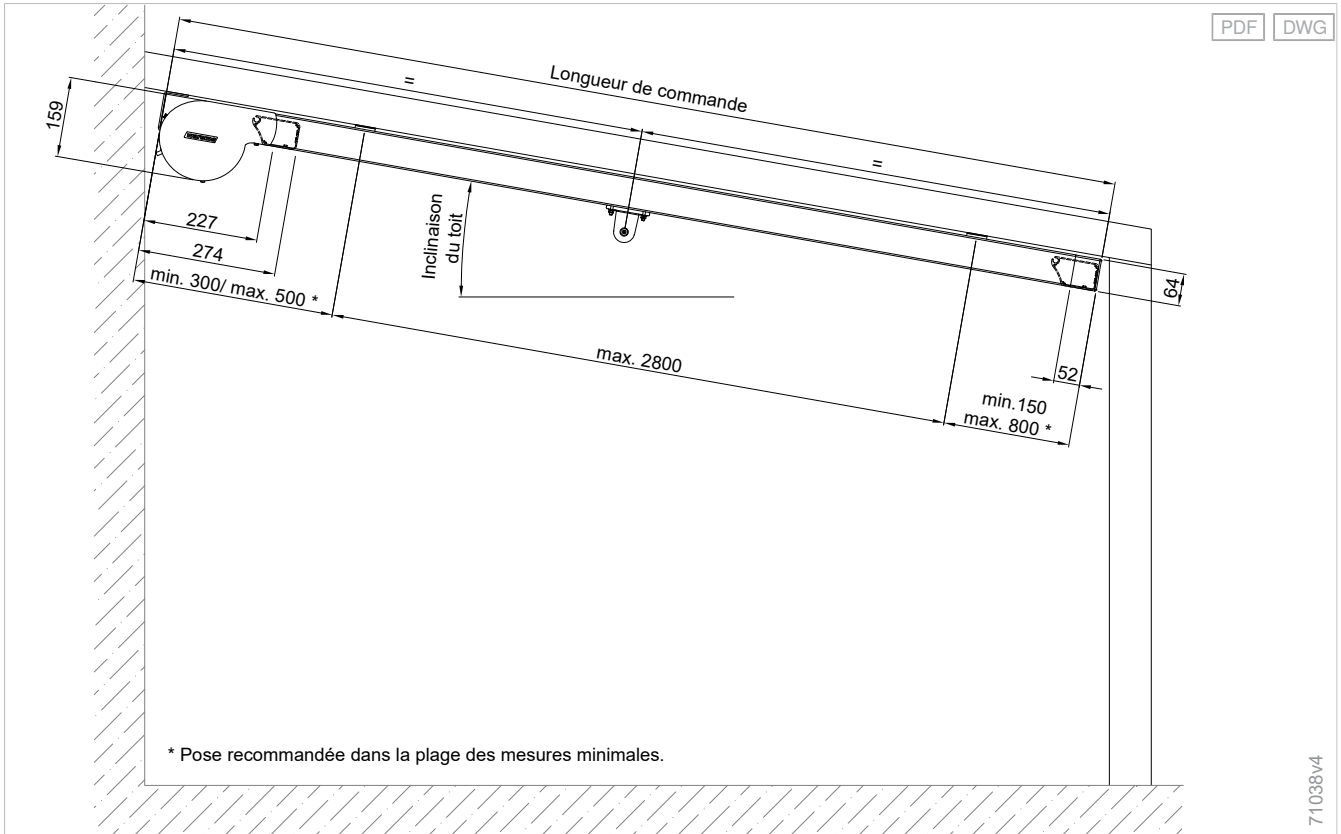 PDF DWG
Longueur de commande
=
=
159
227
274
min. 300/ max. 500 *
Inclinaison
du toit
max. 2800
64
52
min.150
max. 800 *
* Pose recommandée dans la plage des mesures minimales.
71038v4